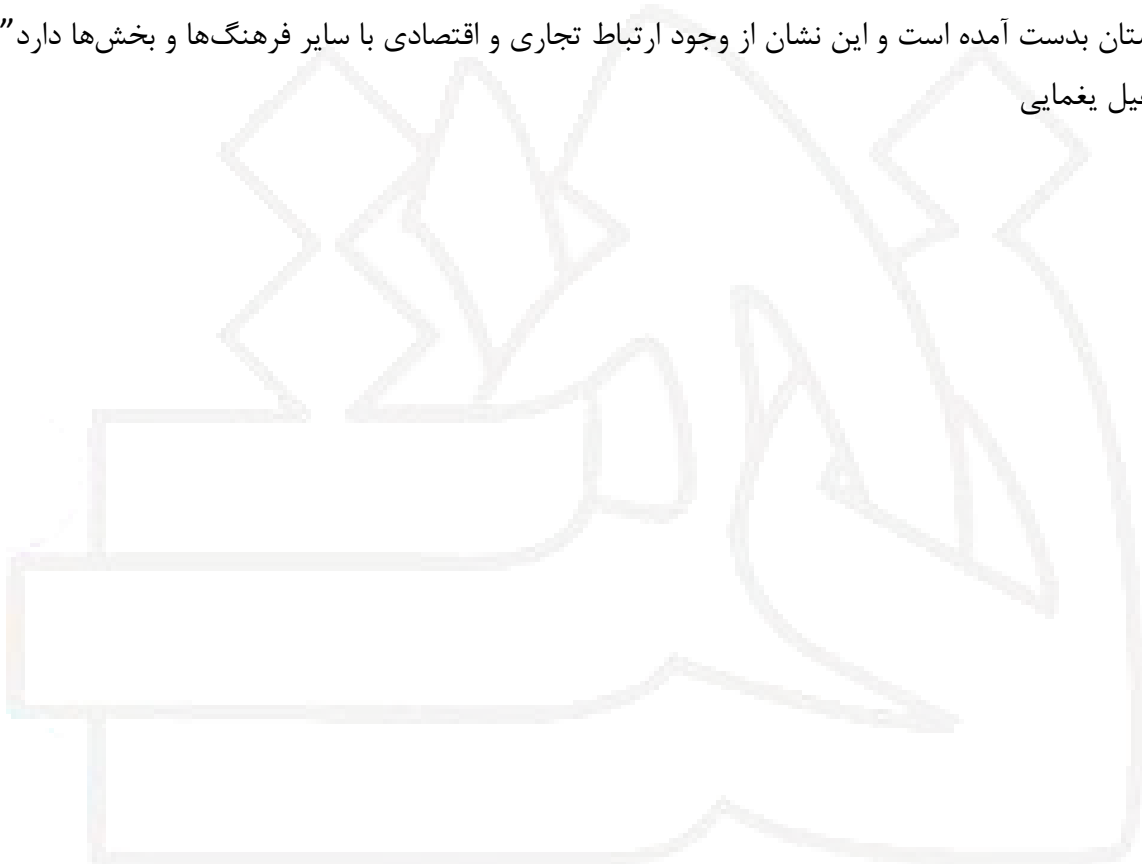 ستان بدست آمده است و این نشان از وجود ارتباط تجاری و اقتصادی با سایر فرهنگ‌ها و بخش‌ها دارد”
یغمایی